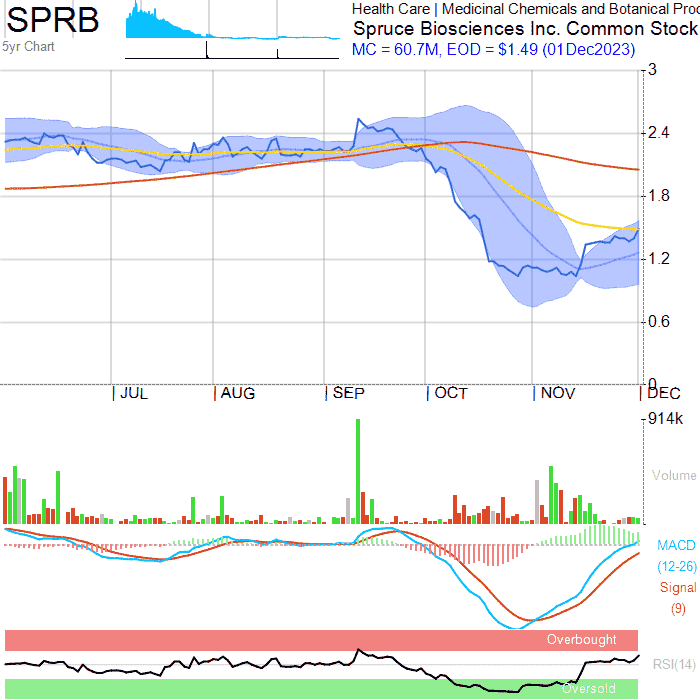 SPRB
5yr Chart
Health Care | Medicinal Chemicals and Botanical Prod
Spruce Biosciences Inc. Common Stock
MC = 60.7M, EOD = $1.49 (01Dec2023)
3
2.4
1.8
1.2
0.6
0
JUL
AUG
SEP
OCT
NOV
DEC
914k
Volume
MACD
(12-26)
Signal
(9)
Overbought
RSI(14)
Oversold